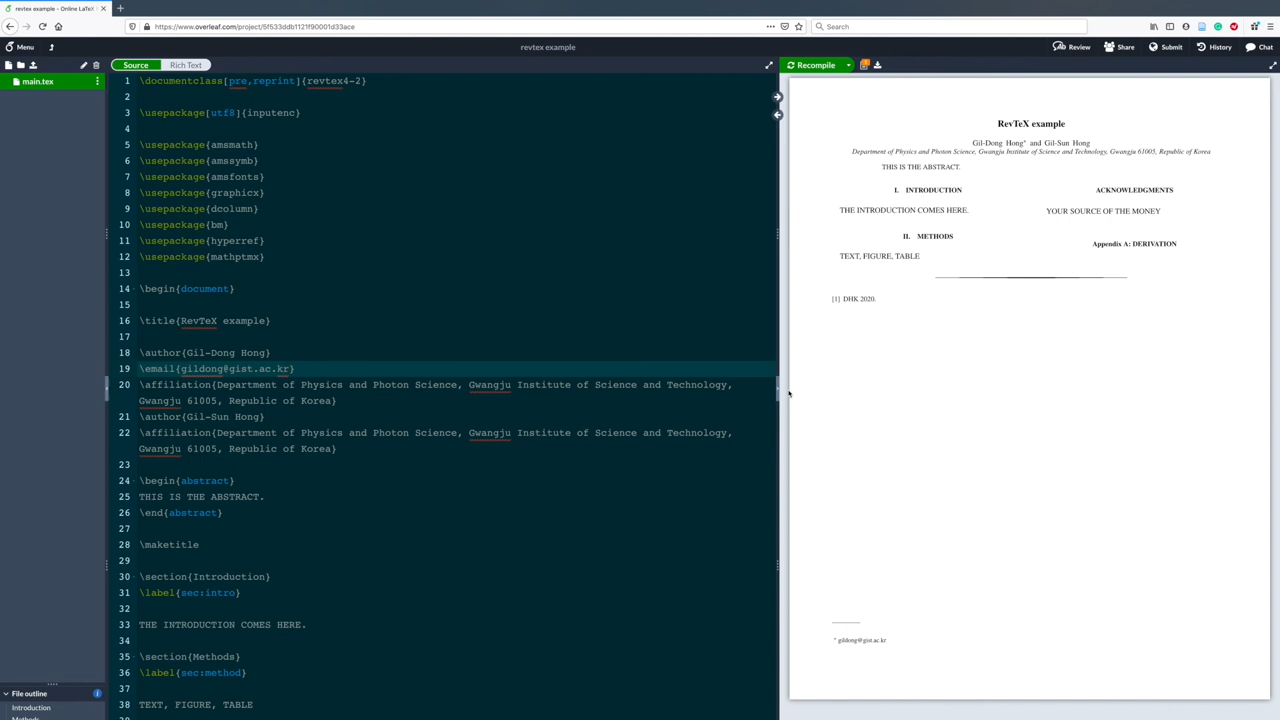 revtex example - Online LaTeX
https://www.overleaf.com/project/5f533ddb1121f90001d33ace
Search
Menu
revtex example
Review
Share
Submit
History
Chat
Source
Rich Text
Recompile
main.tex
1 \documentclass[pre,reprint]{revtex4-2}
2
3 \usepackage[utf8]{inputenc}
4
5 \usepackage{amsmath}
6 \usepackage{amssymb}
7 \usepackage{amsfonts}
8 \usepackage{graphicx}
9 \usepackage{dcolumn}
10 \usepackage{bm}
11 \usepackage{hyperref}
12 \usepackage{mathptmx}
13
14 \begin{document}
15
16 \title{RevTeX example}
17
18 \author{Gil-Dong Hong}
19 \email{gildong@gist.ac.kr}
20 \affiliation{Department of Physics and Photon Science, Gwangju Institute of Science and Technology,
Gwangju 61005, Republic of Korea}
21 \author{Gil-Sun Hong}
22 \affiliation{Department of Physics and Photon Science, Gwangju Institute of Science and Technology,
Gwangju 61005, Republic of Korea}
23
24 \begin{abstract}
25 THIS IS THE ABSTRACT.
26 \end{abstract}
27
28 \maketitle
29
30 \section{Introduction}
31 \label{sec:intro}
32
33 THE INTRODUCTION COMES HERE.
34
35 \section{Methods}
36 \label{sec:method}
37
38 TEXT, FIGURE, TABLE
File outline
Introduction
Methods
RevTeX example
Gil-Dong Hong* and Gil-Sun Hong
Department of Physics and Photon Science, Gwangju Institute of Science and Technology, Gwangju 61005, Republic of Korea
THIS IS THE ABSTRACT.
I. INTRODUCTION
THE INTRODUCTION COMES HERE.
II. METHODS
TEXT, FIGURE, TABLE
ACKNOWLEDGMENTS
YOUR SOURCE OF THE MONEY
Appendix A: DERIVATION
[1] DHK 2020.
* gildong@gist.ac.kr